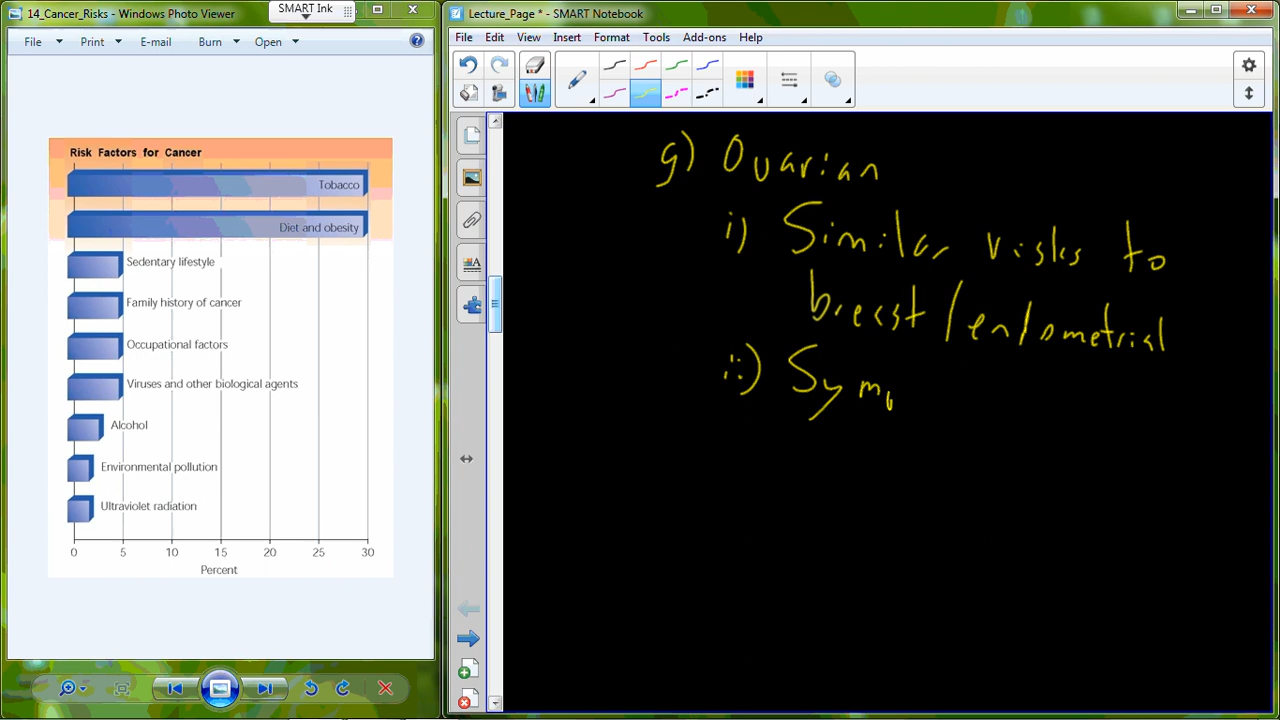 14_Cancer_Risks - Windows Photo Viewer
SMART Ink
File Print E-mail Burn Open
Risk Factors for Cancer
Tobacco
Diet and obesity
Sedentary lifestyle
Family history of cancer
Occupational factors
Viruses and other biological agents
Alcohol
Environmental pollution
Ultraviolet radiation
0 5 10 15 20 25 30
Percent
Lecture_Page * - SMART Notebook
File Edit View Insert Format Tools Add-ons Help
g) Ovarian
i) Similar risks to
breast/endometrial
ii) Sym